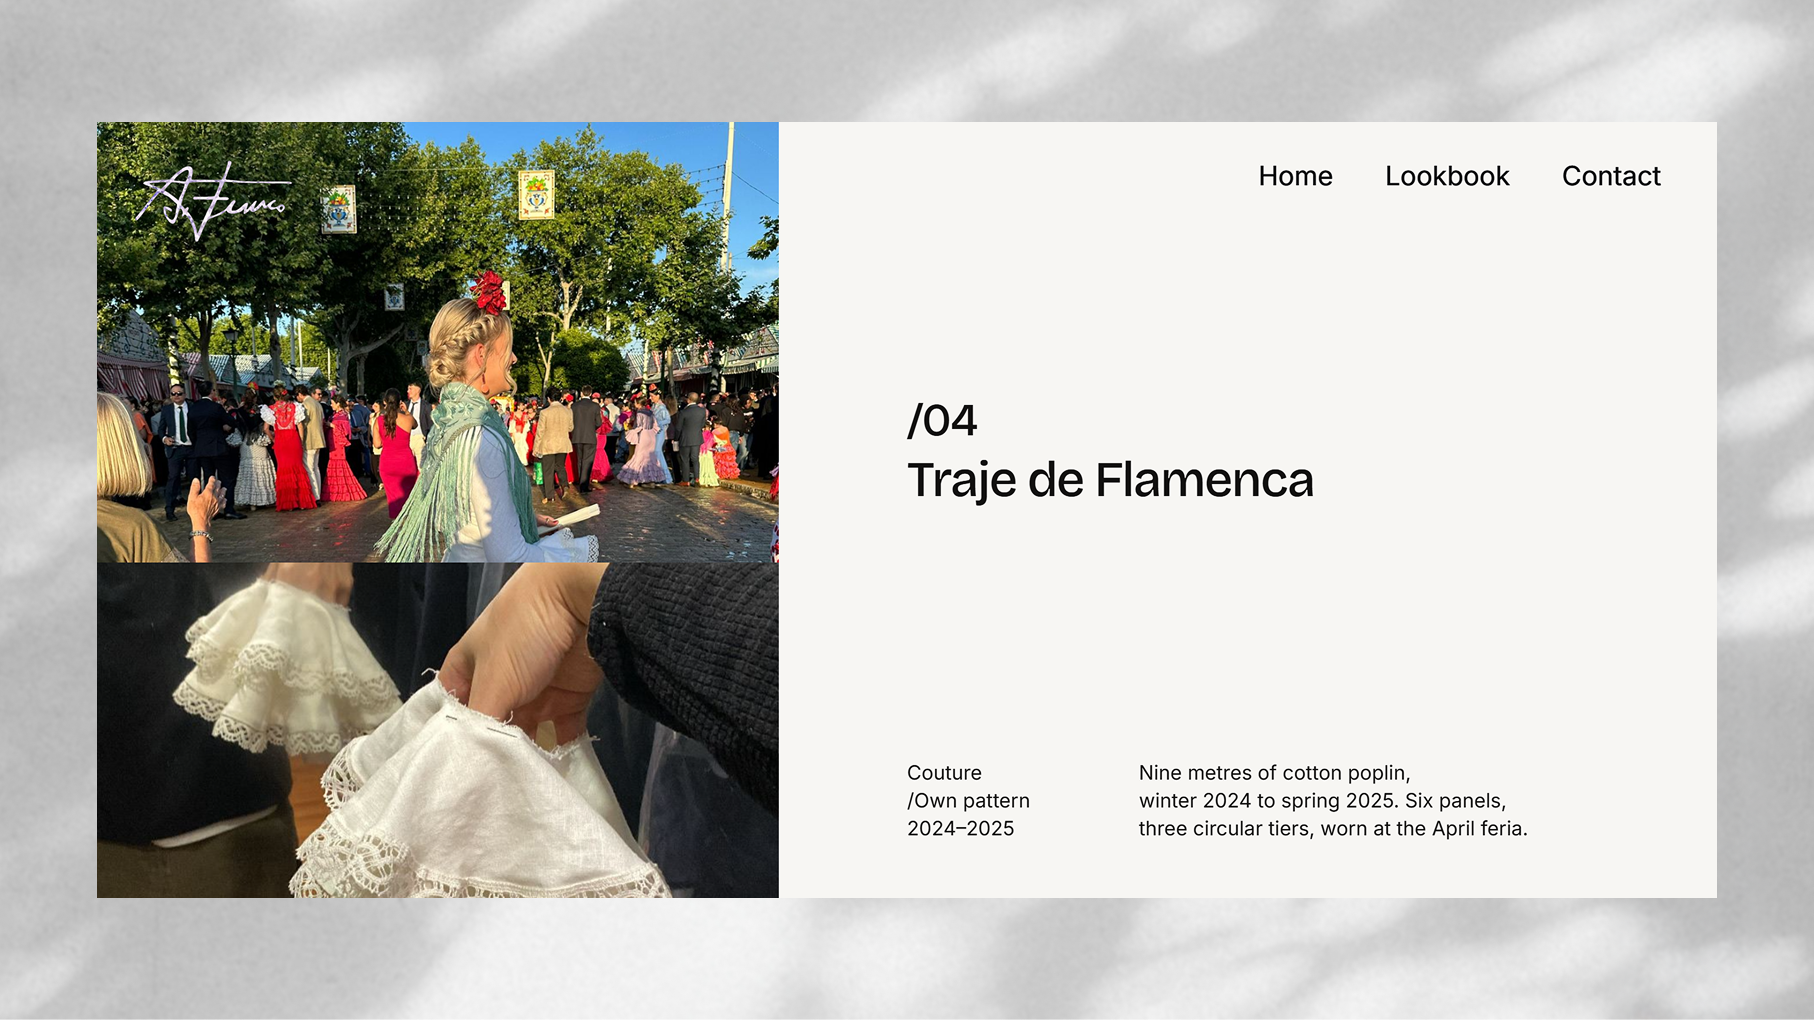 Home
Lookbook
Contact
/04
Traje de Flamenca
Couture
/Own pattern
2024–2025
Nine metres of cotton poplin,
winter 2024 to spring 2025. Six panels,
three circular tiers, worn at the April feria.